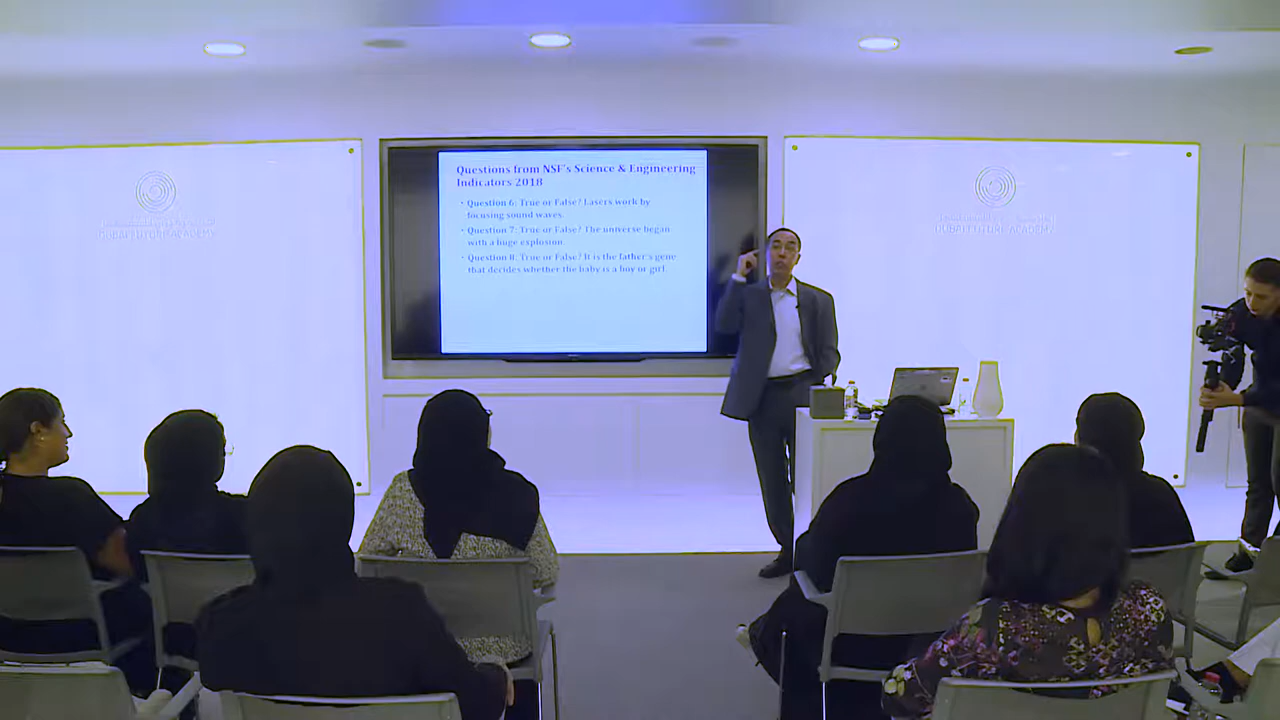 Questions from NSF's Science & Engineering
Indicators 2018
• Question 6: True or False? Lasers work by
focusing sound waves.
• Question 7: True or False? The universe began
with a huge explosion.
• Question 8: True or False? It is the father's gene
that decides whether the baby is a boy or girl.
DUBAI FUTURE ACADEMY
DUBAI FUTURE ACADEMY